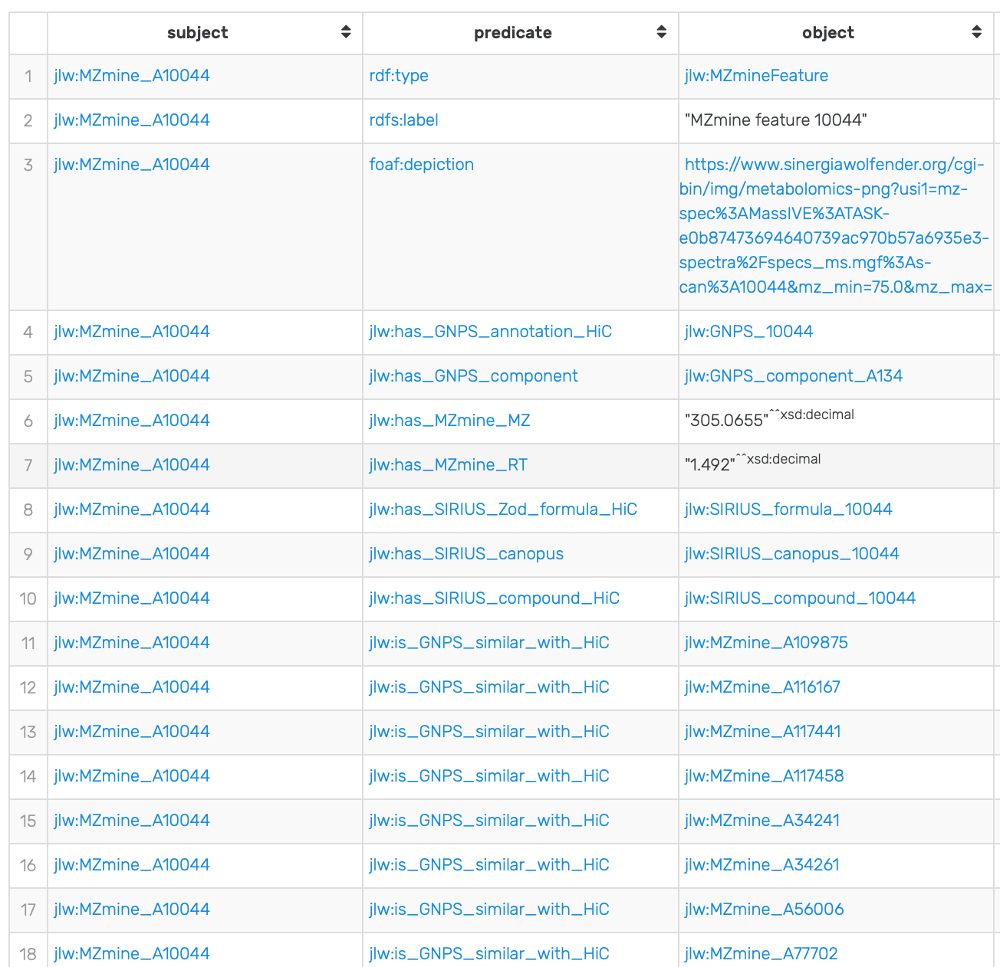 subject predicate object
1 jlw:MZmine_A10044 rdf:type jlw:MZmineFeature
2 jlw:MZmine_A10044 rdfs:label "MZmine feature 10044"
3 jlw:MZmine_A10044 foaf:depiction https://www.sinergiawolfender.org/cgi-
bin/img/metabolomics-png?usi1=mz-
spec%3AMassIVE%3ATASK-
e0b87473694640739ac970b57a6935e3-
spectra%2Fspecs_ms.mgf%3As-
can%3A10044&mz_min=75.0&mz_max=
4 jlw:MZmine_A10044 jlw:has_GNPS_annotation_HiC jlw:GNPS_10044
5 jlw:MZmine_A10044 jlw:has_GNPS_component jlw:GNPS_component_A134
6 jlw:MZmine_A10044 jlw:has_MZmine_MZ "305.0655"^^xsd:decimal
7 jlw:MZmine_A10044 jlw:has_MZmine_RT "1.492"^^xsd:decimal
8 jlw:MZmine_A10044 jlw:has_SIRIUS_Zod_formula_HiC jlw:SIRIUS_formula_10044
9 jlw:MZmine_A10044 jlw:has_SIRIUS_canopus jlw:SIRIUS_canopus_10044
10 jlw:MZmine_A10044 jlw:has_SIRIUS_compound_HiC jlw:SIRIUS_compound_10044
11 jlw:MZmine_A10044 jlw:is_GNPS_similar_with_HiC jlw:MZmine_A109875
12 jlw:MZmine_A10044 jlw:is_GNPS_similar_with_HiC jlw:MZmine_A116167
13 jlw:MZmine_A10044 jlw:is_GNPS_similar_with_HiC jlw:MZmine_A117441
14 jlw:MZmine_A10044 jlw:is_GNPS_similar_with_HiC jlw:MZmine_A117458
15 jlw:MZmine_A10044 jlw:is_GNPS_similar_with_HiC jlw:MZmine_A34241
16 jlw:MZmine_A10044 jlw:is_GNPS_similar_with_HiC jlw:MZmine_A34261
17 jlw:MZmine_A10044 jlw:is_GNPS_similar_with_HiC jlw:MZmine_A56006
18 jlw:MZmine_A10044 jlw:is_GNPS_similar_with_HiC jlw:MZmine_A77702